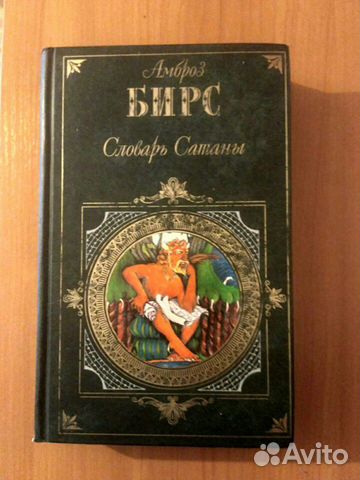 Амброз
БИРС
Словарь Сатаны
Avito